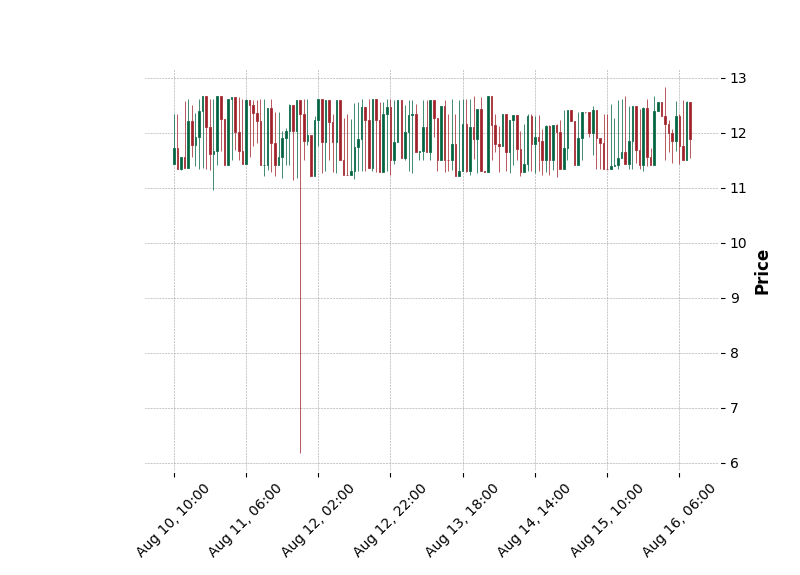 13
12
11
10
9
8
7
6
Price
Aug 10, 10:00
Aug 11, 06:00
Aug 12, 02:00
Aug 12, 22:00
Aug 13, 18:00
Aug 14, 14:00
Aug 15, 10:00
Aug 16, 06:00